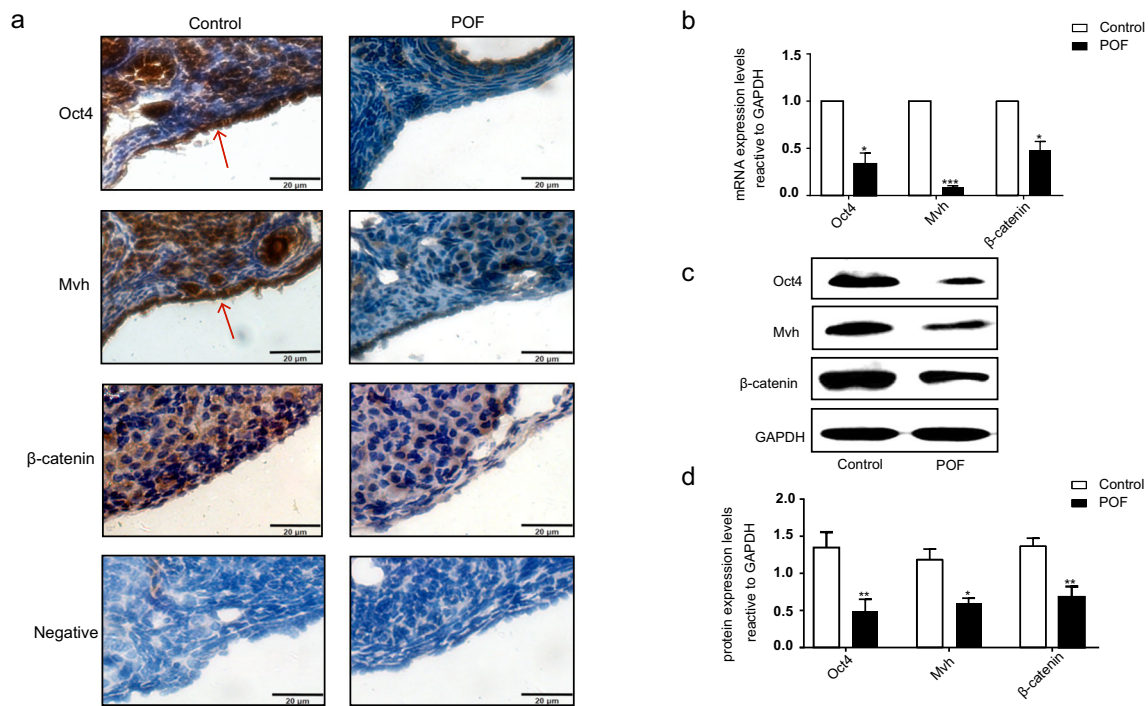 a
Control
POF
Oct4
20 µm
20 µm
Mvh
20 µm
20 µm
β-catenin
20 µm
20 µm
Negative
20 µm
20 µm
b
Control
POF
mRNA expression levels
reactive to GAPDH
1.0
0.5
0.0
*
***
*
Oct4
Mvh
β-catenin
c
Oct4
Mvh
β-catenin
GAPDH
Control
POF
d
Control
POF
protein expression levels
reactive to GAPDH
2.0
1.5
1.0
0.5
0.0
**
*
**
Oct4
Mvh
β-catenin